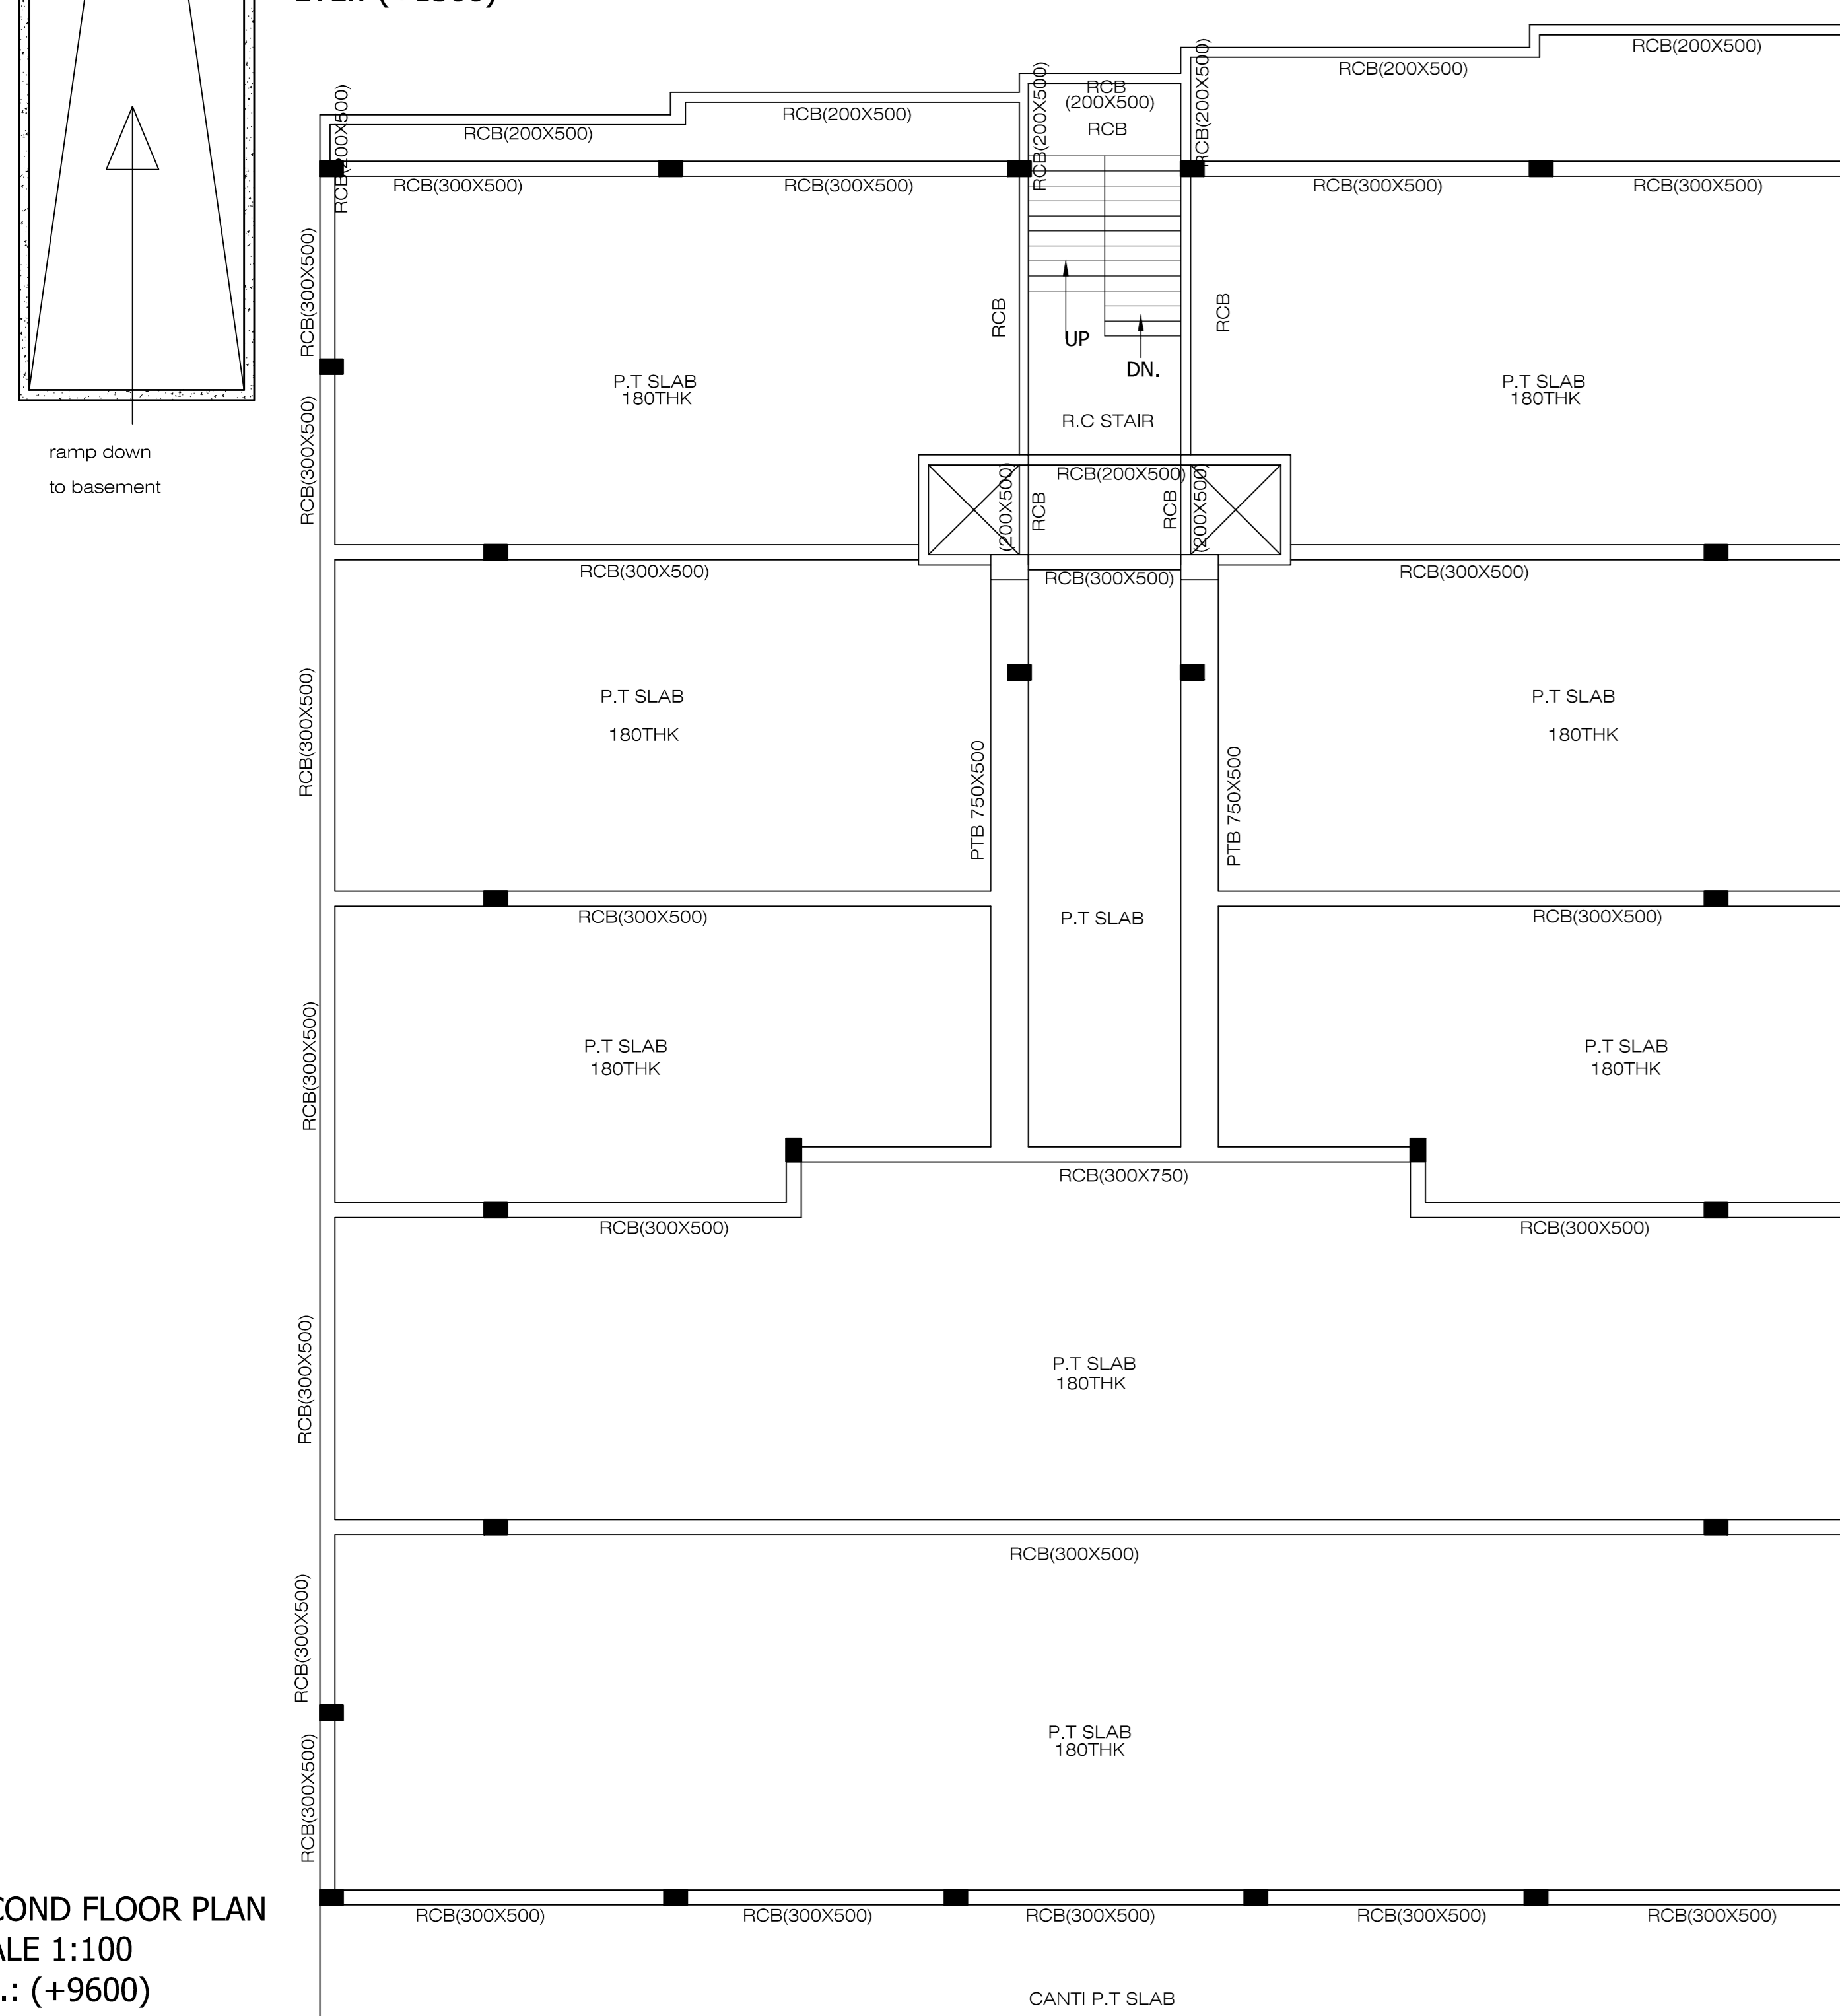 RCB(200X500)
RCB(200X500)
RCB
(200X500)
RCB
RCB(200X500)
RCB(200X500)
RCB(200X500)
RCB(200X500)
RCB(200X500)
RCB(200X500)
RCB(300X500)
RCB(300X500)
RCB(300X500)
RCB(300X500)
RCB(300X500)
RCB
RCB
UP
DN.
P.T SLAB
180THK
P.T SLAB
180THK
R.C STAIR
ramp down
to basement
RCB(300X500)
RCB(200X500)
(200X500)
RCB
RCB
(200X500)
RCB(300X500)
RCB(300X500)
RCB(300X500)
P.T SLAB
180THK
P.T SLAB
180THK
RCB(300X500)
PTB 750X500
PTB 750X500
RCB(300X500)
P.T SLAB
RCB(300X500)
P.T SLAB
180THK
P.T SLAB
180THK
RCB(300X500)
RCB(300X750)
RCB(300X500)
RCB(300X500)
P.T SLAB
180THK
RCB(300X500)
RCB(300X500)
RCB(300X500)
P.T SLAB
180THK
RCB(300X500)
COND FLOOR PLAN
ALE 1:100
.: (+9600)
RCB(300X500)
RCB(300X500)
RCB(300X500)
RCB(300X500)
RCB(300X500)
CANTI P.T SLAB